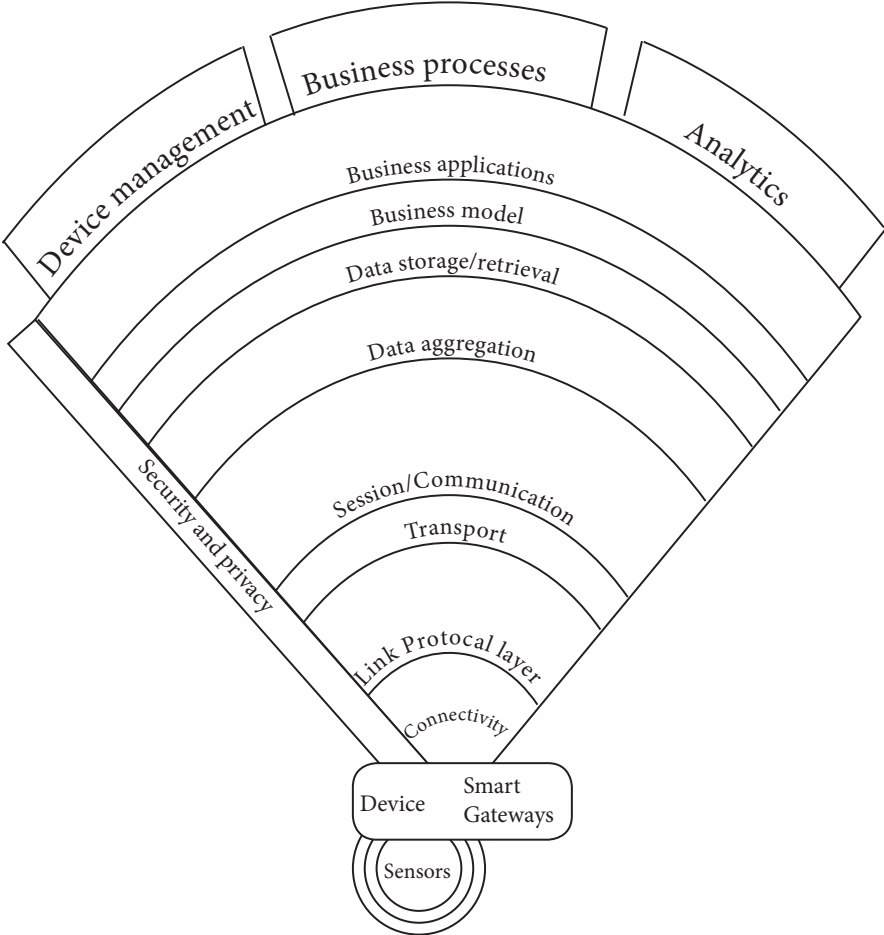 Device management
Business processes
Analytics
Business applications
Business model
Data storage/retrieval
Data aggregation
Session/Communication
Transport
Link Protocal layer
Connectivity
Security and privacy
Device
Smart
Gateways
Sensors